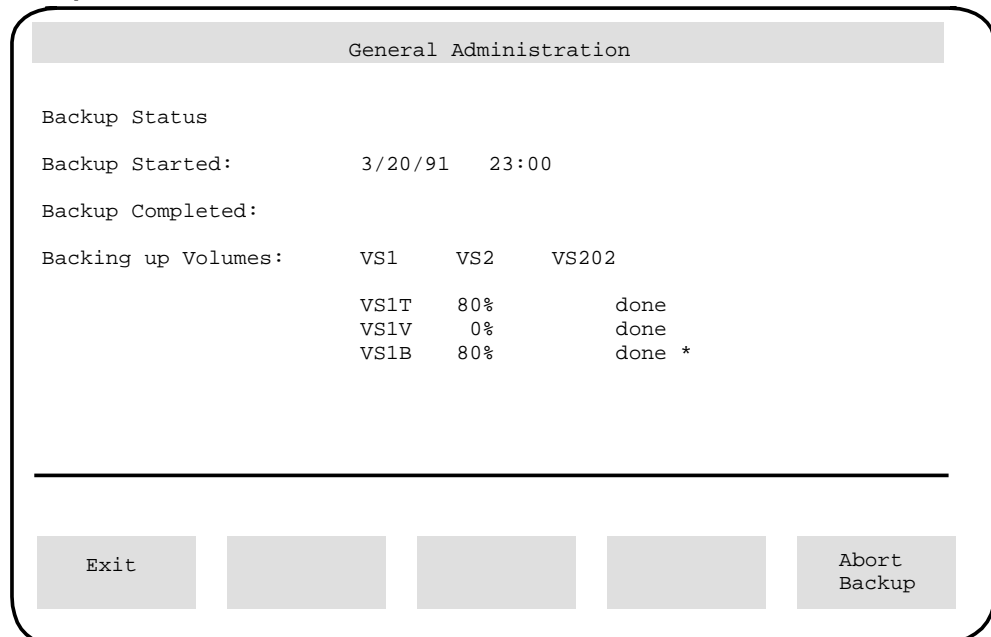 General Administration
Backup Status
Backup Started: 3/20/91 23:00
Backup Completed:
Backing up Volumes: VS1 VS2 VS202
VS1T 80% done
VS1V 0% done
VS1B 80% done *
Exit
Abort
Backup